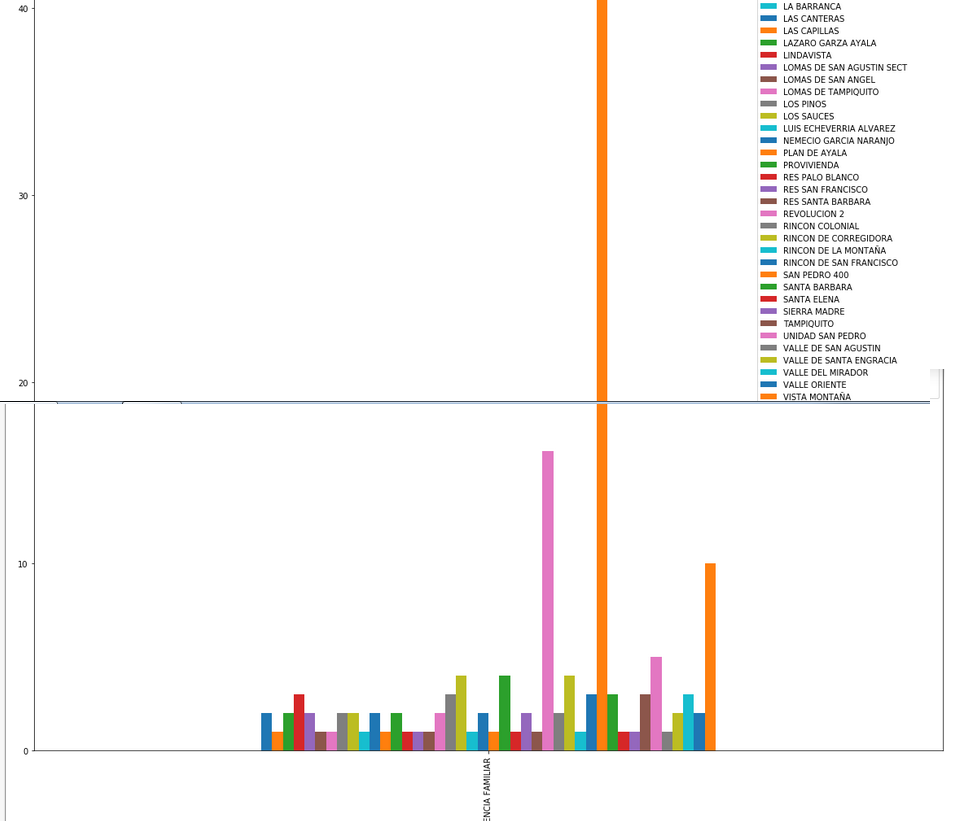 40
30
20
10
0
LA BARRANCA
LAS CANTERAS
LAS CAPILLAS
LAZARO GARZA AYALA
LINDAVISTA
LOMAS DE SAN AGUSTIN SECT
LOMAS DE SAN ANGEL
LOMAS DE TAMPIQUITO
LOS PINOS
LOS SAUCES
LUIS ECHEVERRIA ALVAREZ
NEMECIO GARCIA NARANJO
PLAN DE AYALA
PROVIVIENDA
RES PALO BLANCO
RES SAN FRANCISCO
RES SANTA BARBARA
REVOLUCION 2
RINCON COLONIAL
RINCON DE CORREGIDORA
RINCON DE LA MONTAÑA
RINCON DE SAN FRANCISCO
SAN PEDRO 400
SANTA BARBARA
SANTA ELENA
SIERRA MADRE
TAMPIQUITO
UNIDAD SAN PEDRO
VALLE DE SAN AGUSTIN
VALLE DE SANTA ENGRACIA
VALLE DEL MIRADOR
VALLE ORIENTE
VISTA MONTAÑA
ENCIA FAMILIAR